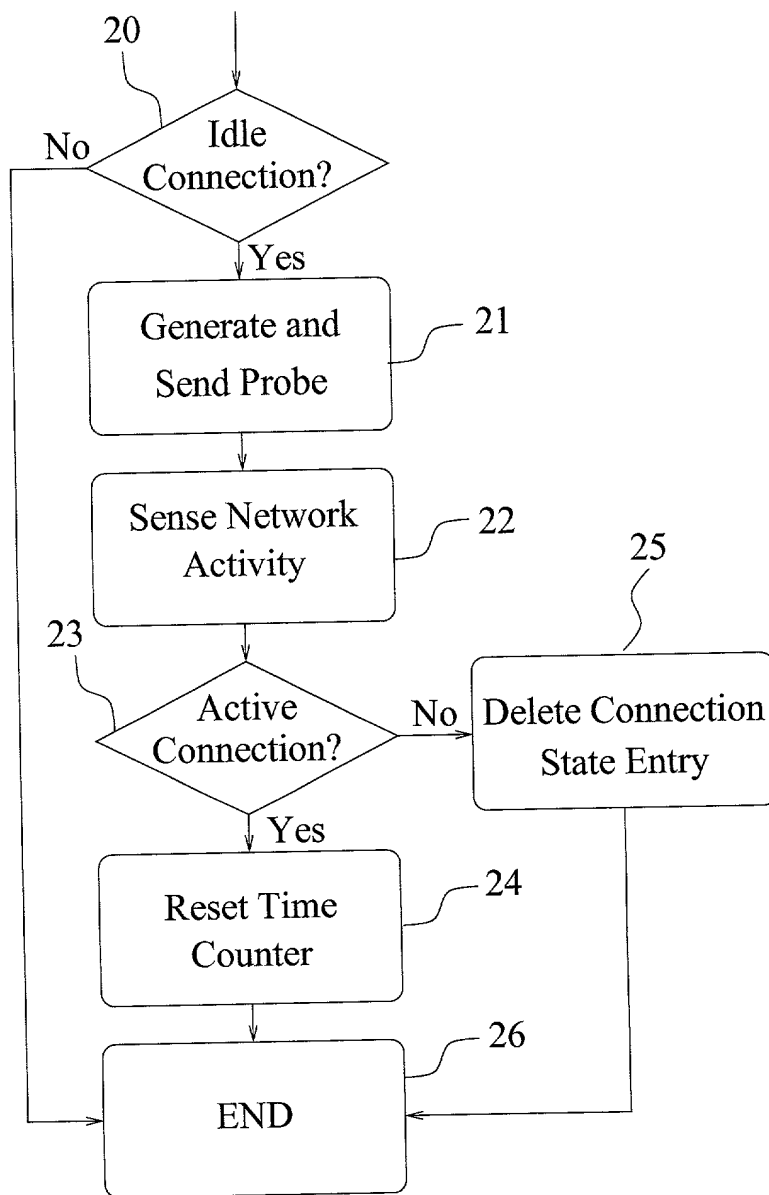 20
Idle
Connection?
No
Yes
Generate and
Send Probe
21
Sense Network
Activity
22
23
Active
Connection?
No
25
Delete Connection
State Entry
Yes
Reset Time
Counter
24
END
26